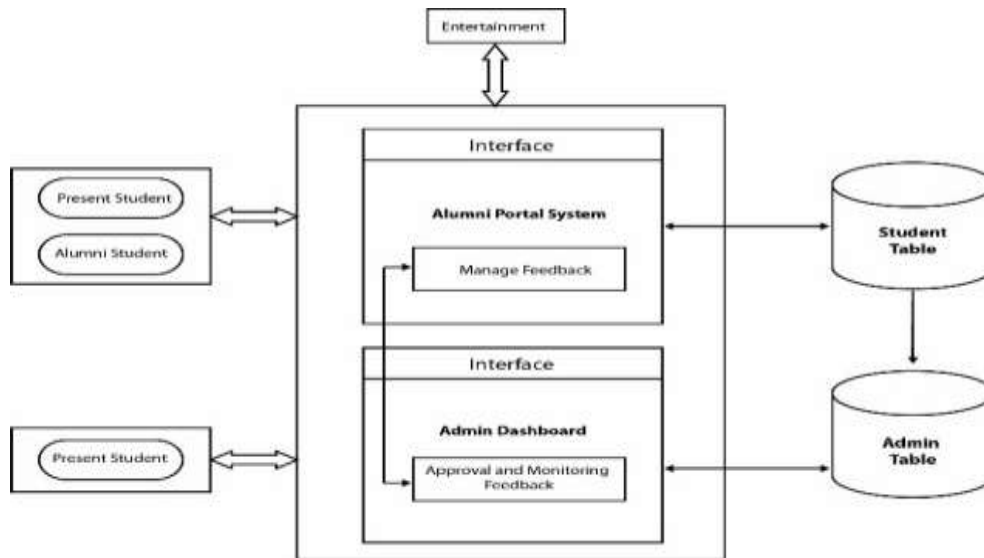 Entertainment
Interface
Alumni Portal System
Manage Feedback
Present Student
Alumni Student
Student
Table
Interface
Admin Dashboard
Approval and Monitoring
Feedback
Present Student
Admin
Table